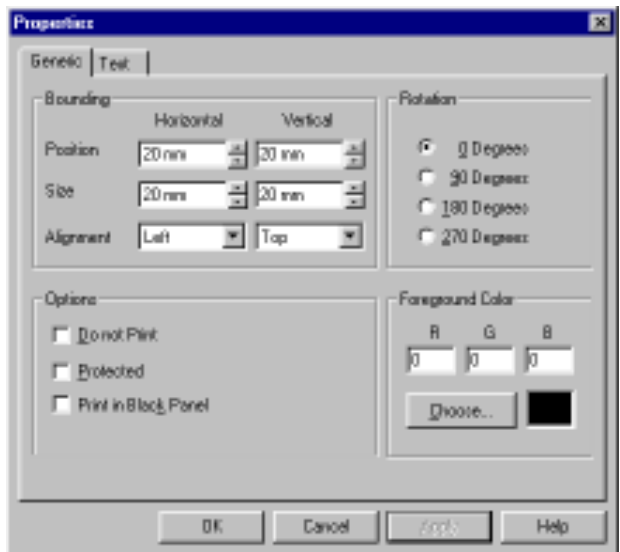 Properties
Generic Text
Bounding
Horizontal Vertical
Position 20 mm 20 mm
Size 20 mm 20 mm
Alignment Left Top
Rotation
0 Degrees
90 Degrees
180 Degrees
270 Degrees
Options
Do not Print
Protected
Print in Black Panel
Foreground Color
R G B
0 0 0
Choose...
OK Cancel Apply Help